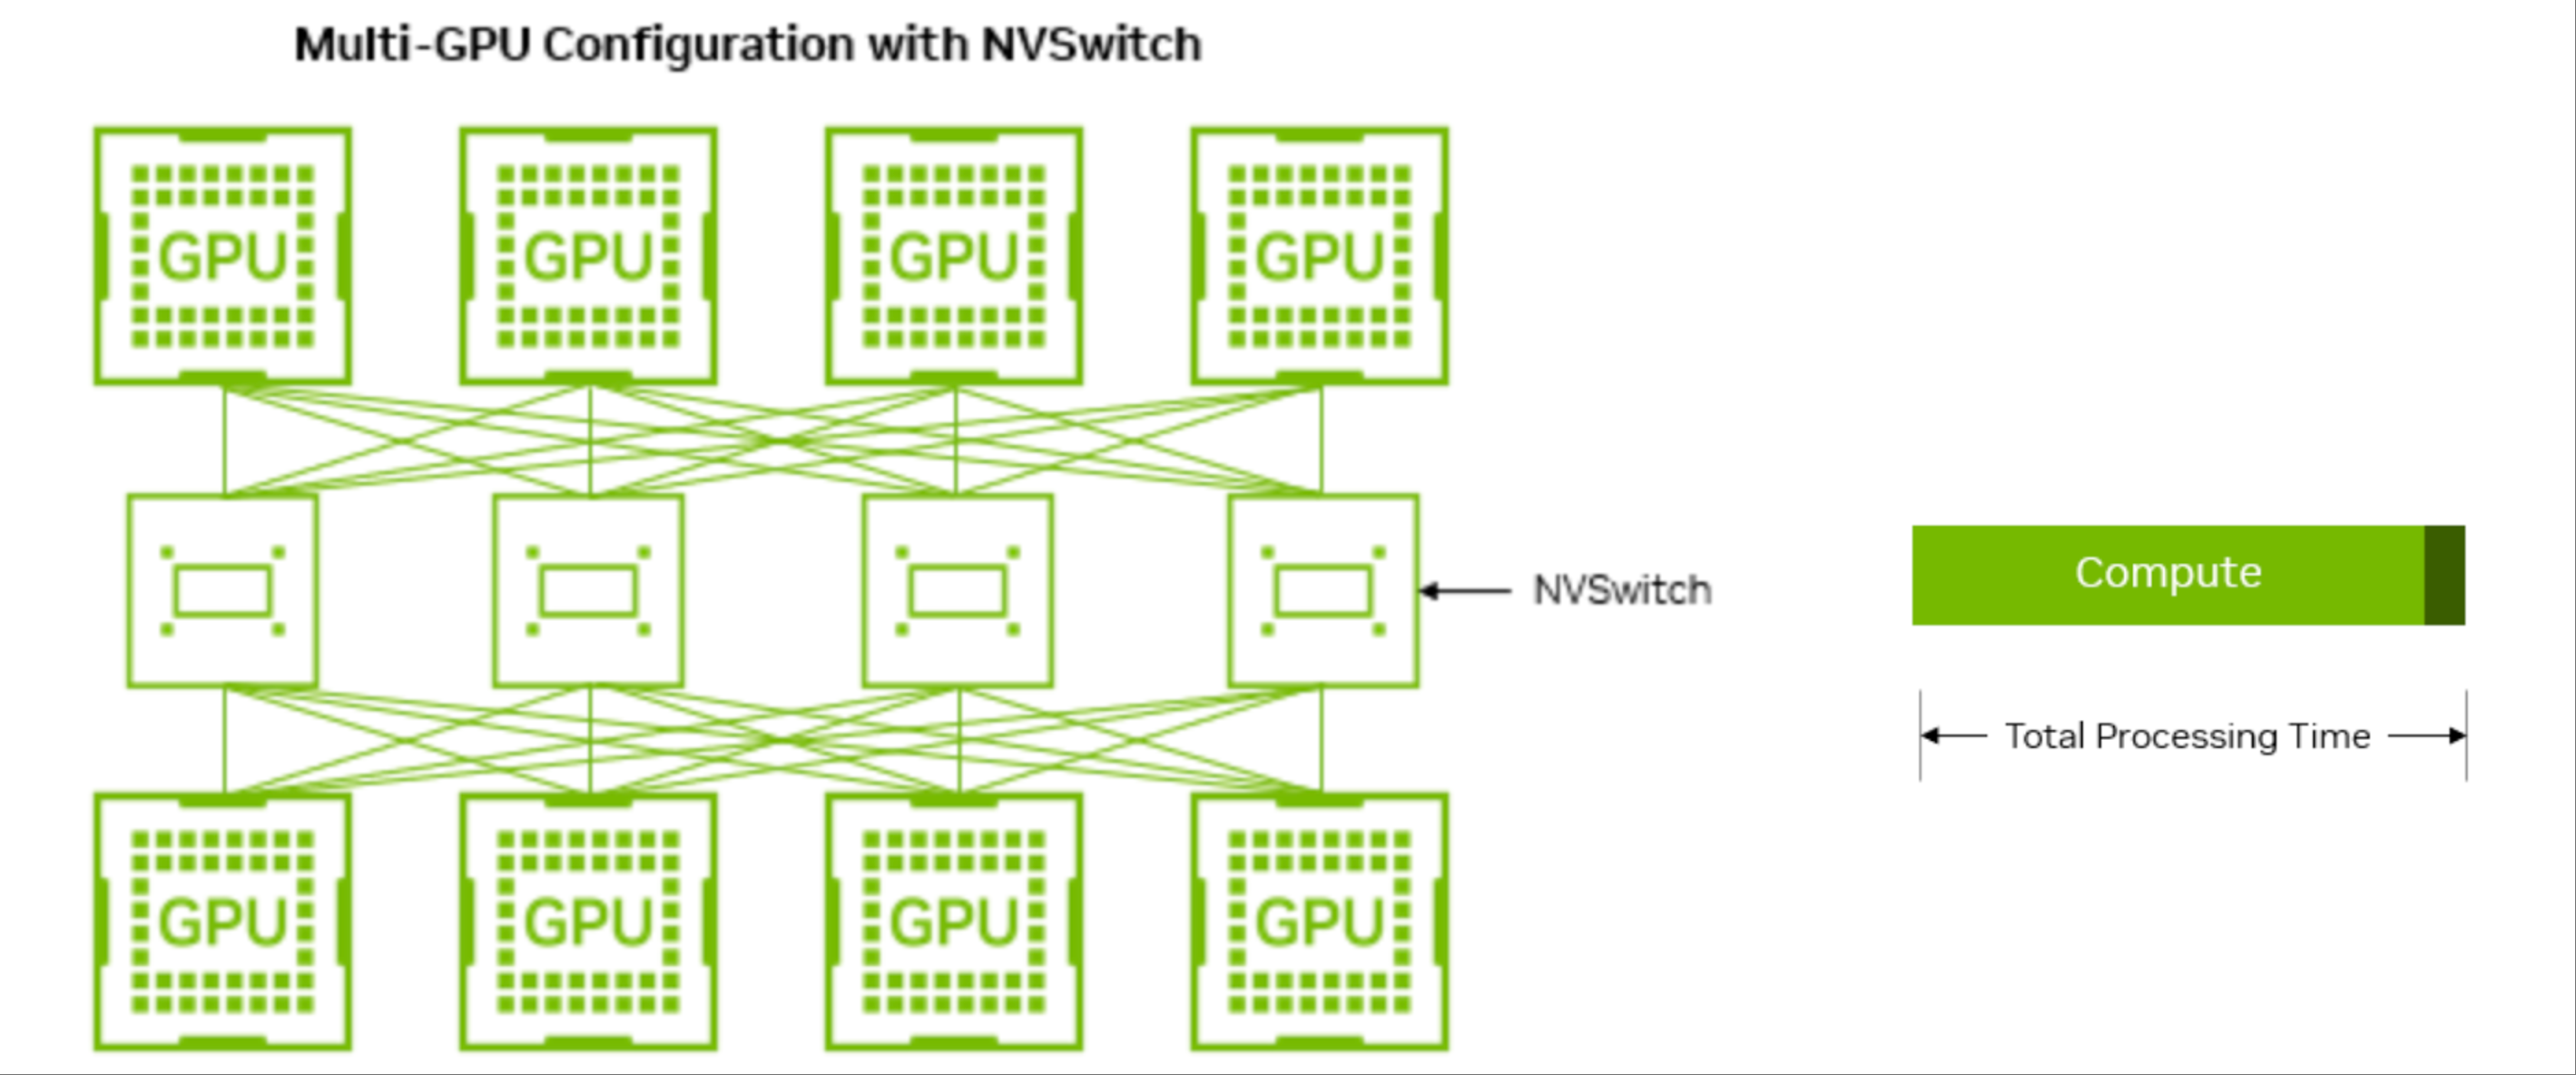 Multi-GPU Configuration with NVSwitch
GPU
GPU
GPU
GPU
NVSwitch
Compute
Total Processing Time
GPU
GPU
GPU
GPU